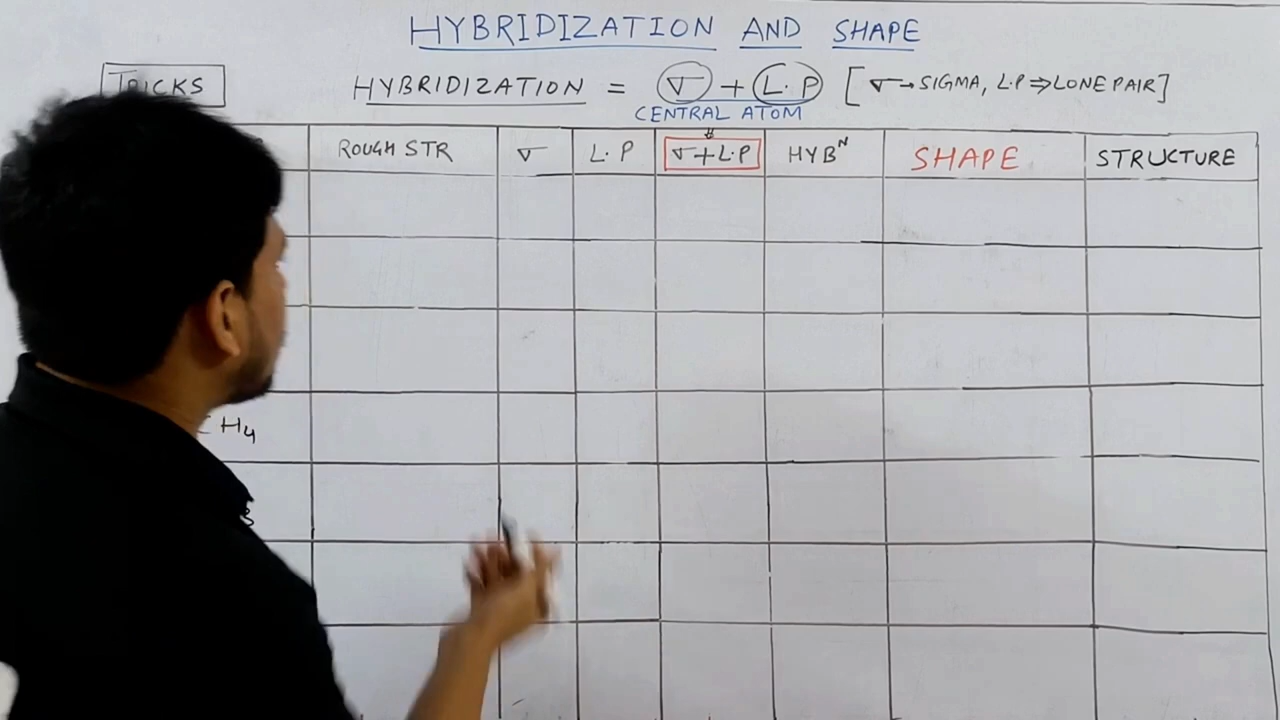 HYBRIDIZATION AND SHAPE
TRICKS
HYBRIDIZATION = σ + L.P [σ → SIGMA, L.P ⇒ LONE PAIR]
CENTRAL ATOM
ROUGH STR σ L.P σ+L.P HYBᴺ SHAPE STRUCTURE
H₄